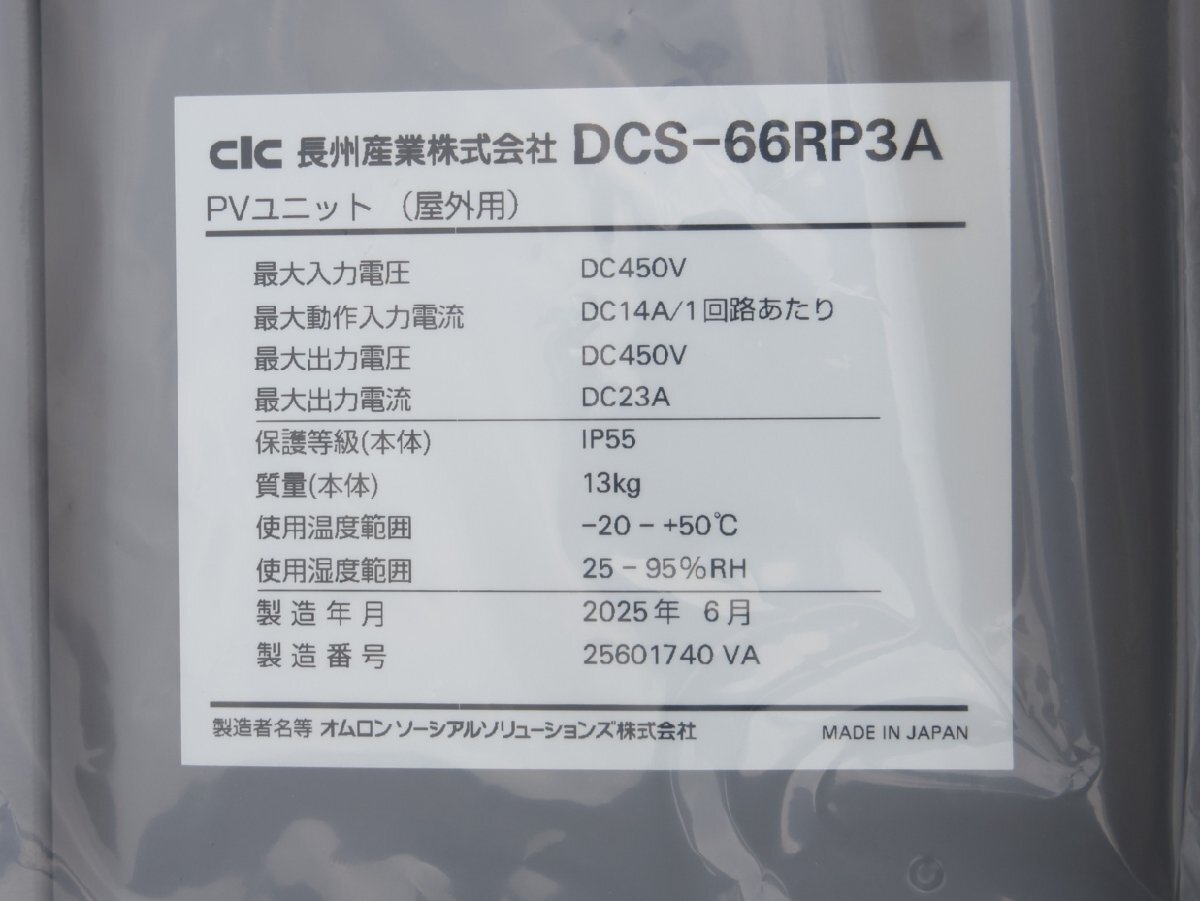 CIC 長州産業株式会社 DCS-66RP3A
PVユニット (屋外用)
最大入力電圧 DC450V
最大動作入力電流 DC14A/1回路あたり
最大出力電圧 DC450V
最大出力電流 DC23A
保護等級(本体) IP55
質量(本体) 13kg
使用温度範囲 -20 - +50℃
使用湿度範囲 25 - 95%RH
製造年月 2025年 6月
製造番号 25601740 VA
製造者名等 オムロン ソーシアルソリューションズ株式会社 MADE IN JAPAN